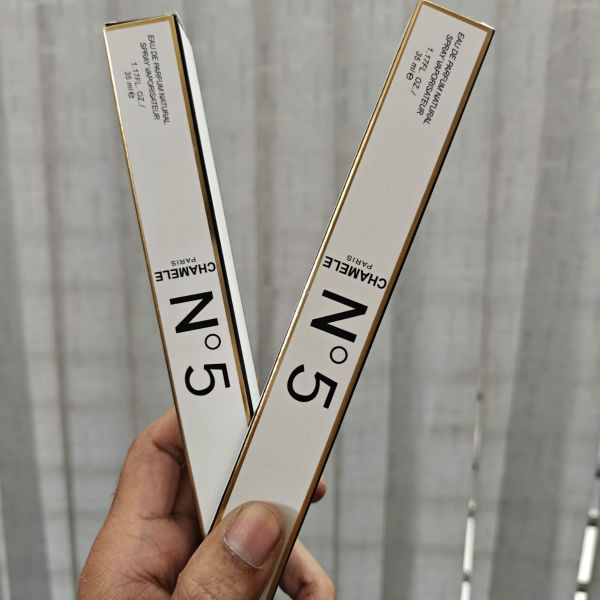 EAU DE PARFUM NATURAL
SPRAY VAPORISATEUR
1.17FL. OZ./
35 ml e
CHAMELE
PARIS
N°5
EAU DE PARFUM NATURAL
SPRAY VAPORISATEUR
1.17FL. OZ./
35 ml e
CHAMELE
PARIS
N°5